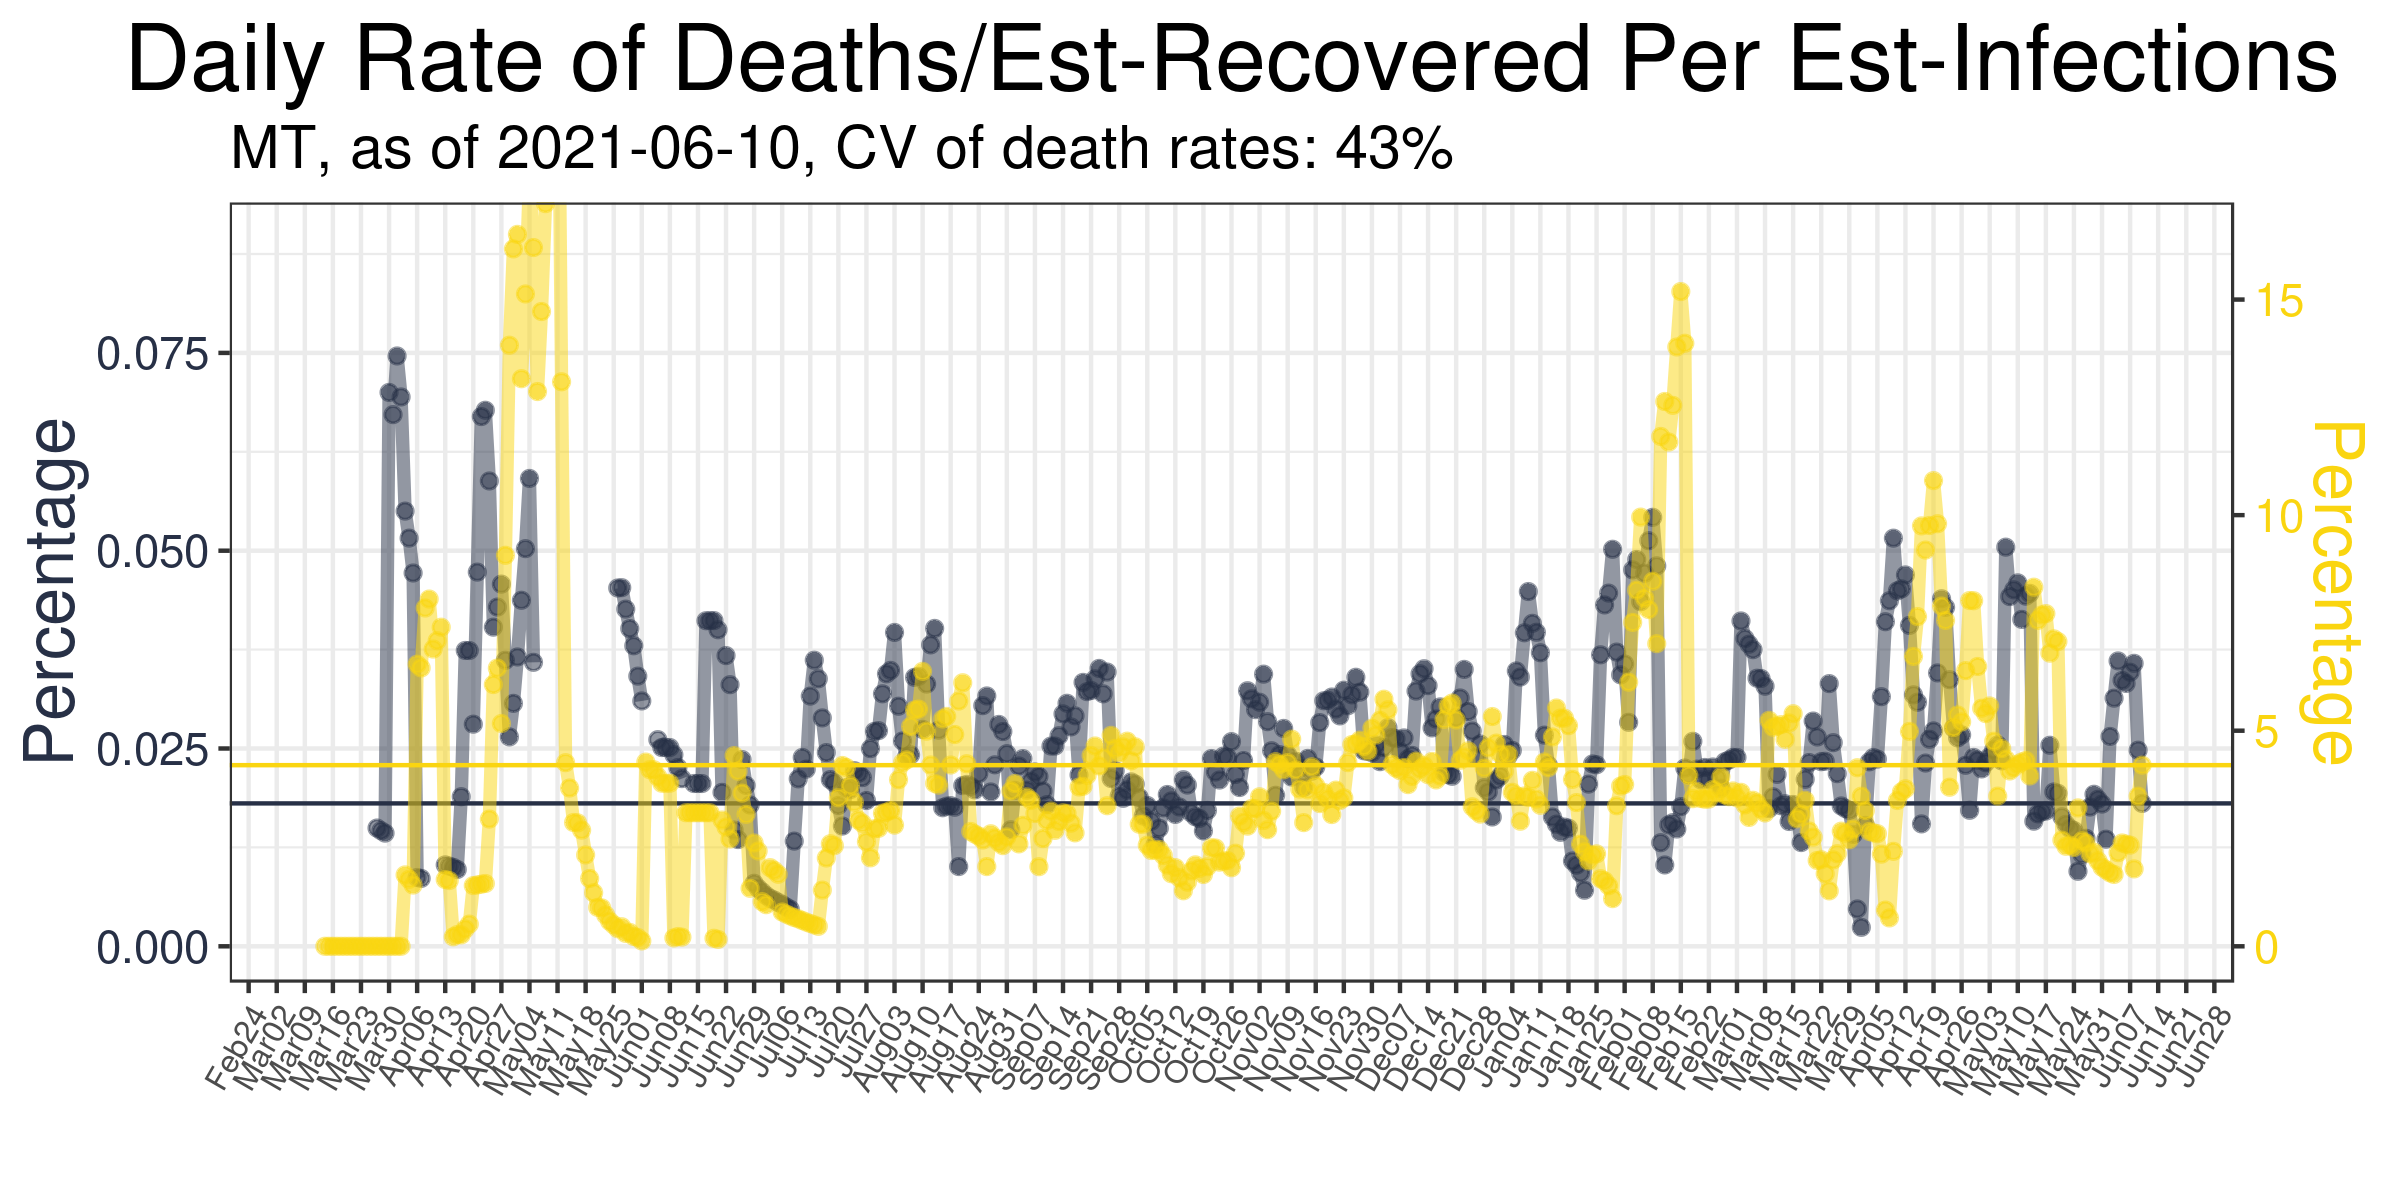 Daily Rate of Deaths/Est-Recovered Per Est-Infections
MT, as of 2021-06-10, CV of death rates: 43%
Percentage
0.075
0.050
0.025
0.000
15
10
5
0
Percentage
Feb24
Mar02
Mar09
Mar16
Mar23
Mar30
Apr06
Apr13
Apr20
Apr27
May04
May11
May18
May25
Jun01
Jun08
Jun15
Jun22
Jun29
Jul06
Jul13
Jul20
Jul27
Aug03
Aug10
Aug17
Aug24
Aug31
Sep07
Sep14
Sep21
Sep28
Oct05
Oct12
Oct19
Oct26
Nov02
Nov09
Nov16
Nov23
Nov30
Dec07
Dec14
Dec21
Dec28
Jan04
Jan11
Jan18
Jan25
Feb01
Feb08
Feb15
Feb22
Mar01
Mar08
Mar15
Mar22
Mar29
Apr05
Apr12
Apr19
Apr26
May03
May10
May17
May24
May31
Jun07
Jun14
Jun21
Jun28